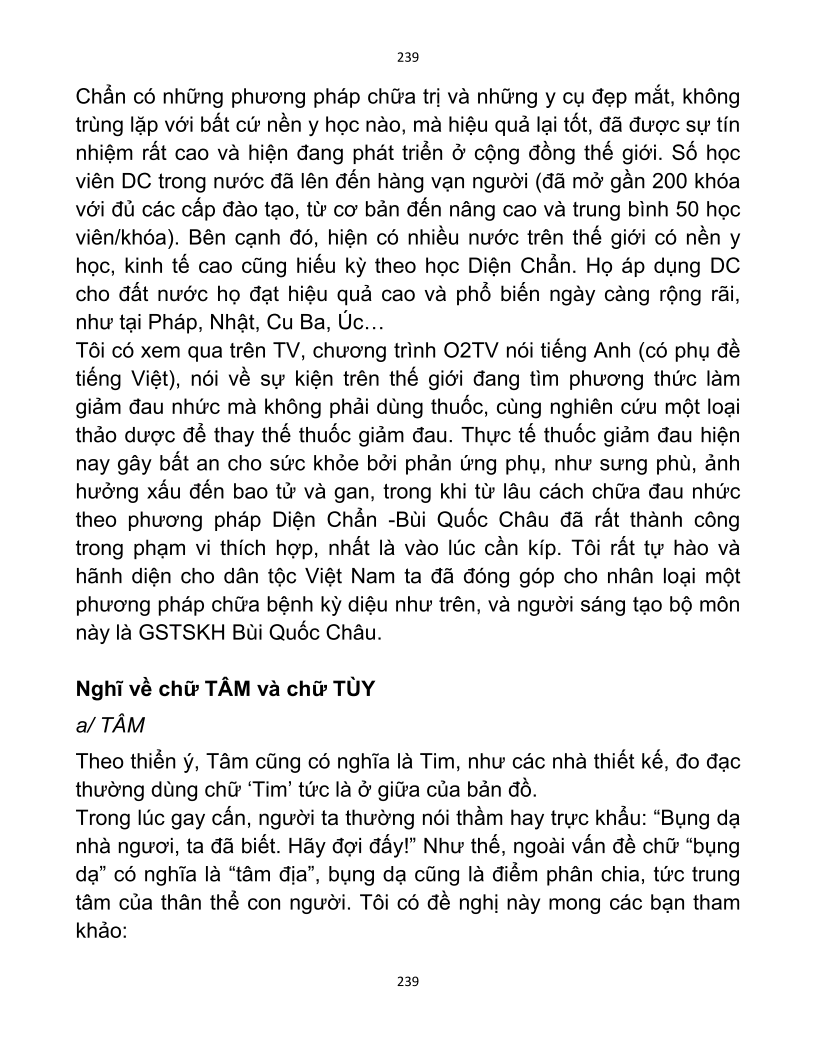 239
Chẩn có những phương pháp chữa trị và những y cụ đẹp mắt, không
trùng lặp với bất cứ nền y học nào, mà hiệu quả lại tốt, đã được sự tín
nhiệm rất cao và hiện đang phát triển ở cộng đồng thế giới. Số học
viên DC trong nước đã lên đến hàng vạn người (đã mở gần 200 khóa
với đủ các cấp đào tạo, từ cơ bản đến nâng cao và trung bình 50 học
viên/khóa). Bên cạnh đó, hiện có nhiều nước trên thế giới có nền y
học, kinh tế cao cũng hiếu kỳ theo học Diện Chẩn. Họ áp dụng DC
cho đất nước họ đạt hiệu quả cao và phổ biến ngày càng rộng rãi,
như tại Pháp, Nhật, Cu Ba, Úc…
Tôi có xem qua trên TV, chương trình O2TV nói tiếng Anh (có phụ đề
tiếng Việt), nói về sự kiện trên thế giới đang tìm phương thức làm
giảm đau nhức mà không phải dùng thuốc, cùng nghiên cứu một loại
thảo dược để thay thế thuốc giảm đau. Thực tế thuốc giảm đau hiện
nay gây bất an cho sức khỏe bởi phản ứng phụ, như sưng phù, ảnh
hưởng xấu đến bao tử và gan, trong khi từ lâu cách chữa đau nhức
theo phương pháp Diện Chẩn -Bùi Quốc Châu đã rất thành công
trong phạm vi thích hợp, nhất là vào lúc cần kíp. Tôi rất tự hào và
hãnh diện cho dân tộc Việt Nam ta đã đóng góp cho nhân loại một
phương pháp chữa bệnh kỳ diệu như trên, và người sáng tạo bộ môn
này là GSTSKH Bùi Quốc Châu.
Nghĩ về chữ TÂM và chữ TÙY
a/ TÂM
Theo thiển ý, Tâm cũng có nghĩa là Tim, như các nhà thiết kế, đo đạc
thường dùng chữ ‘Tim’ tức là ở giữa của bản đồ.
Trong lúc gay cấn, người ta thường nói thầm hay trực khẩu: “Bụng dạ
nhà ngươi, ta đã biết. Hãy đợi đấy!” Như thế, ngoài vấn đề chữ “bụng
dạ” có nghĩa là “tâm địa”, bụng dạ cũng là điểm phân chia, tức trung
tâm của thân thể con người. Tôi có đề nghị này mong các bạn tham
khảo:
239